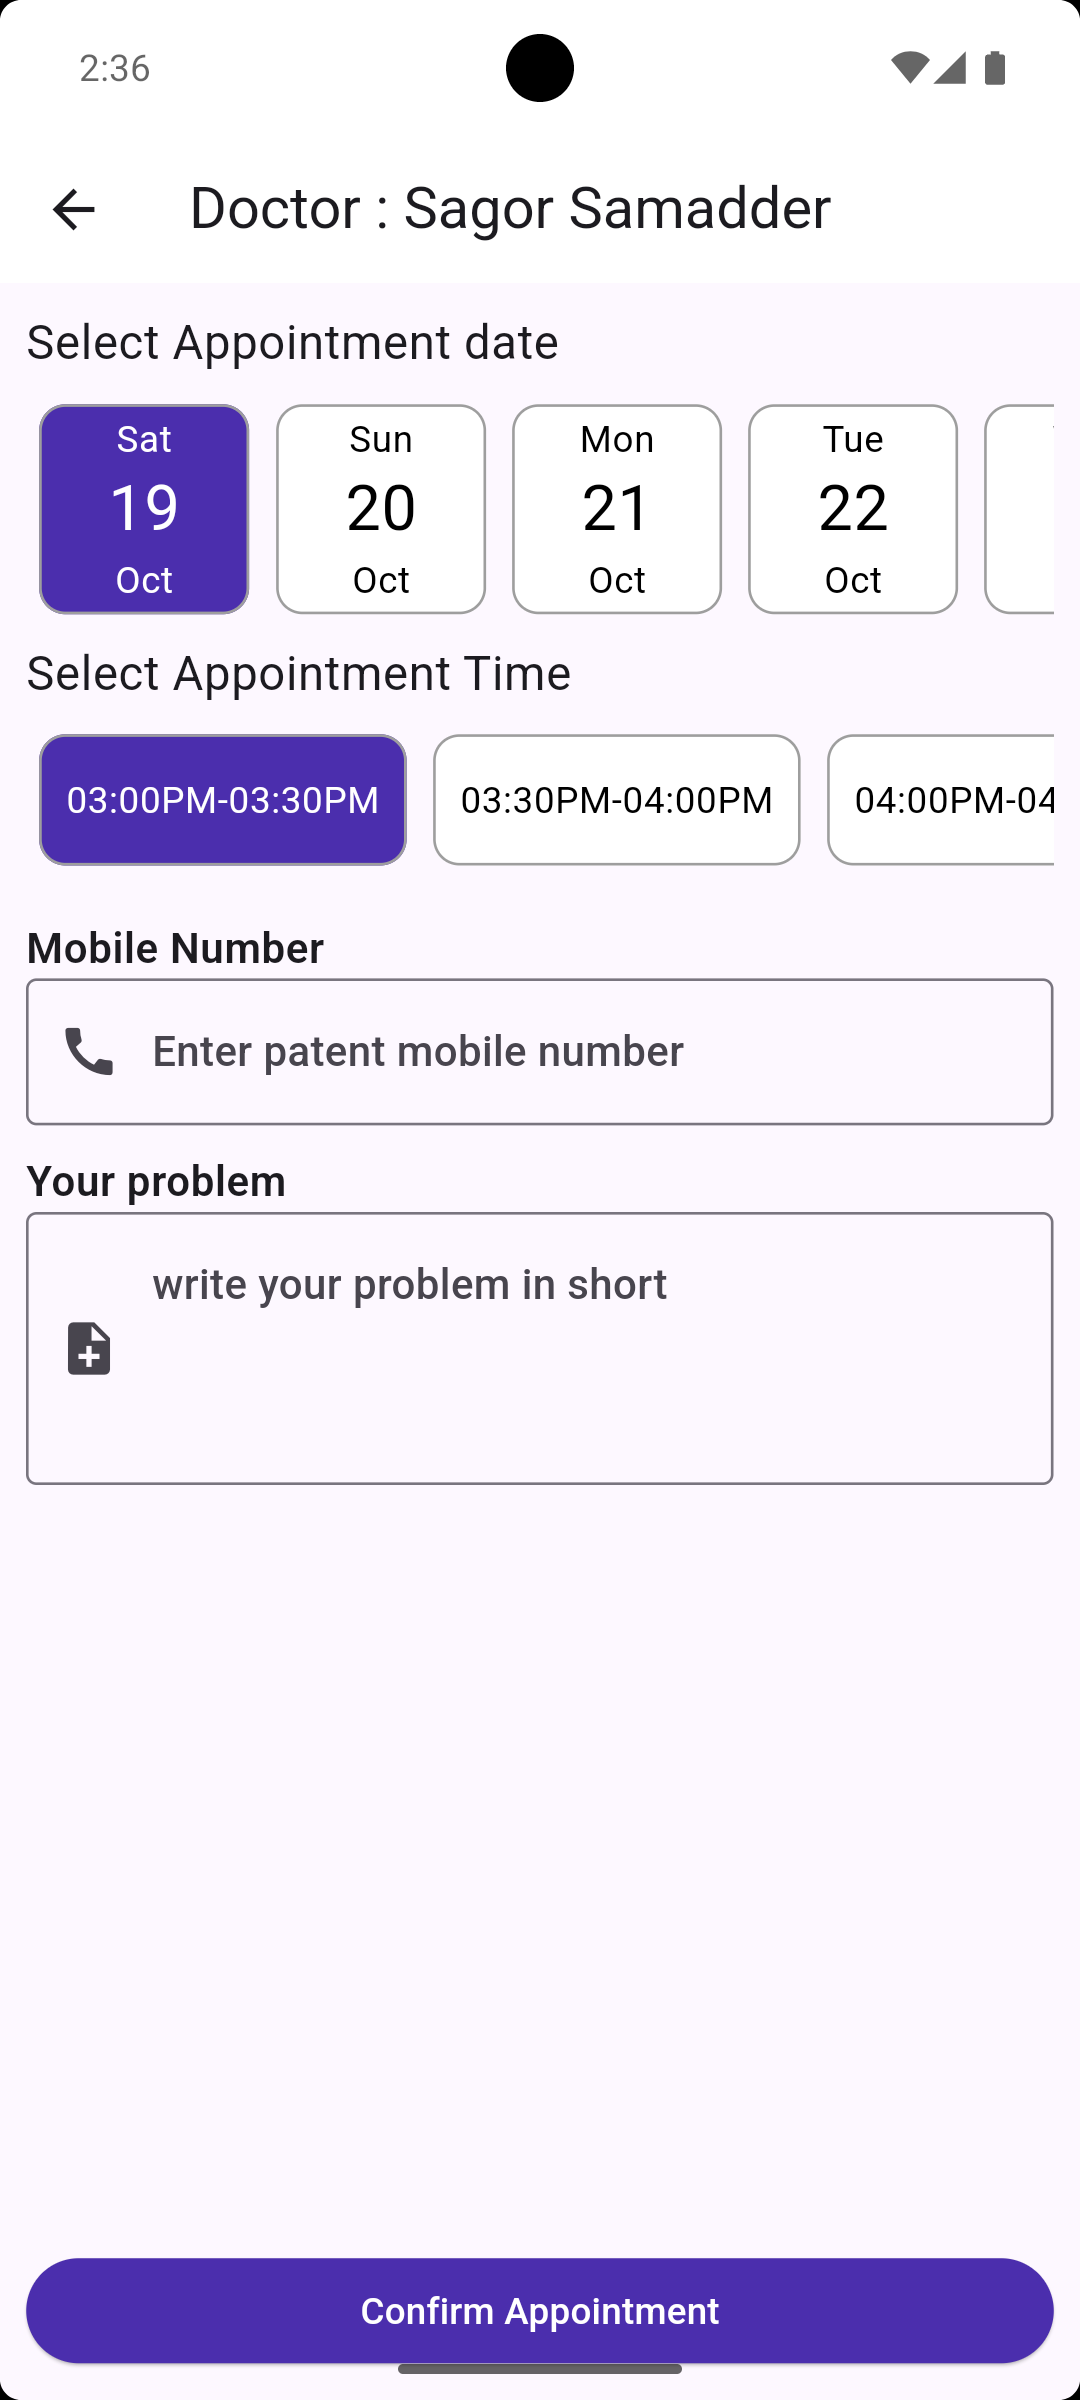 2:36
Doctor : Sagor Samadder
Select Appointment date
Sat Sun Mon Tue
19 20 21 22
Oct Oct Oct Oct
Select Appointment Time
03:00PM-03:30PM 03:30PM-04:00PM 04:00PM-04
Mobile Number
Enter patent mobile number
Your problem
write your problem in short
Confirm Appointment